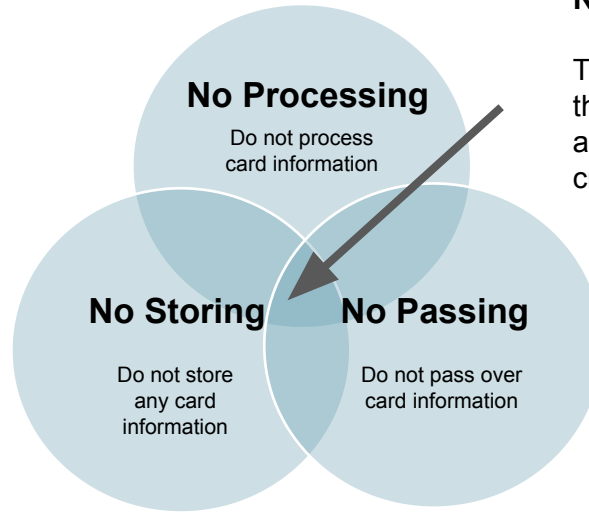 No Processing
Do not process
card information
No Storing
No Passing
Do not store
any card
information
Do not pass over
card information